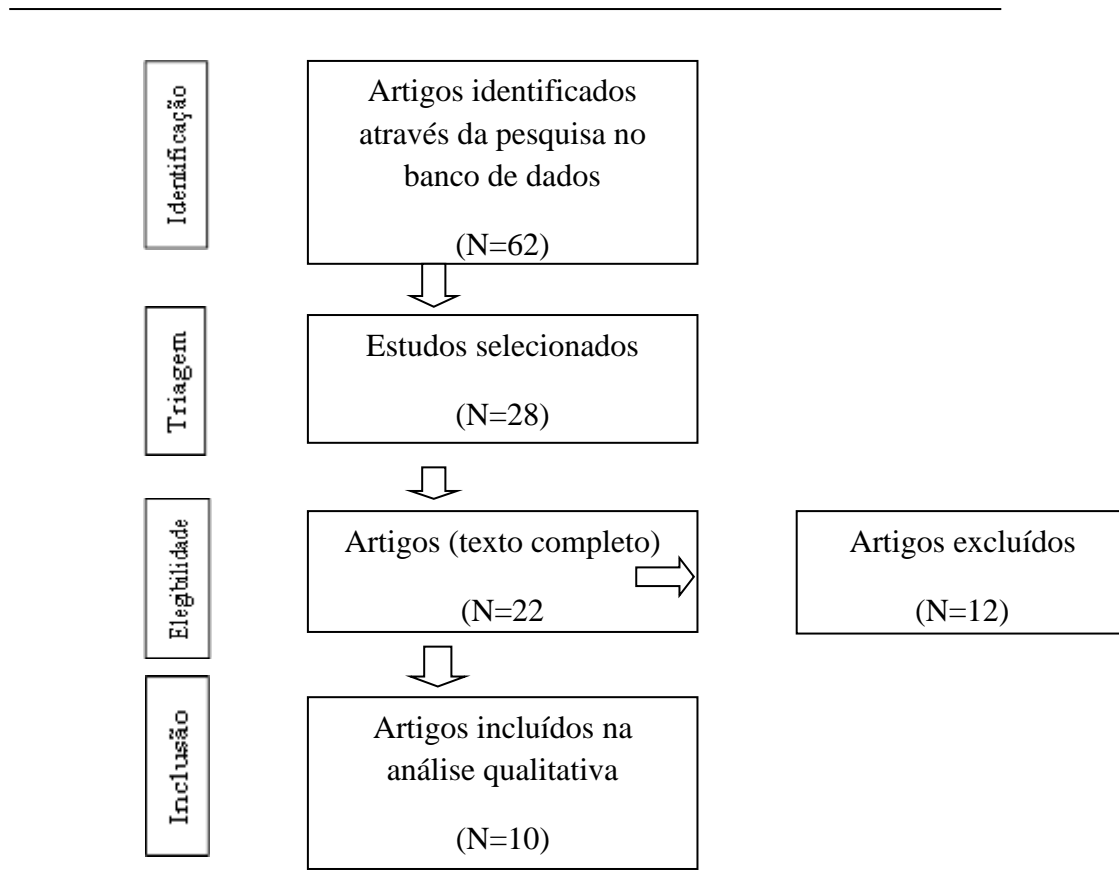 Identificação
Artigos identificados
através da pesquisa no
banco de dados
(N=62)
Triagem
Estudos selecionados
(N=28)
Elegibilidade
Artigos (texto completo)
(N=22
Artigos excluídos
(N=12)
Inclusão
Artigos incluídos na
análise qualitativa
(N=10)